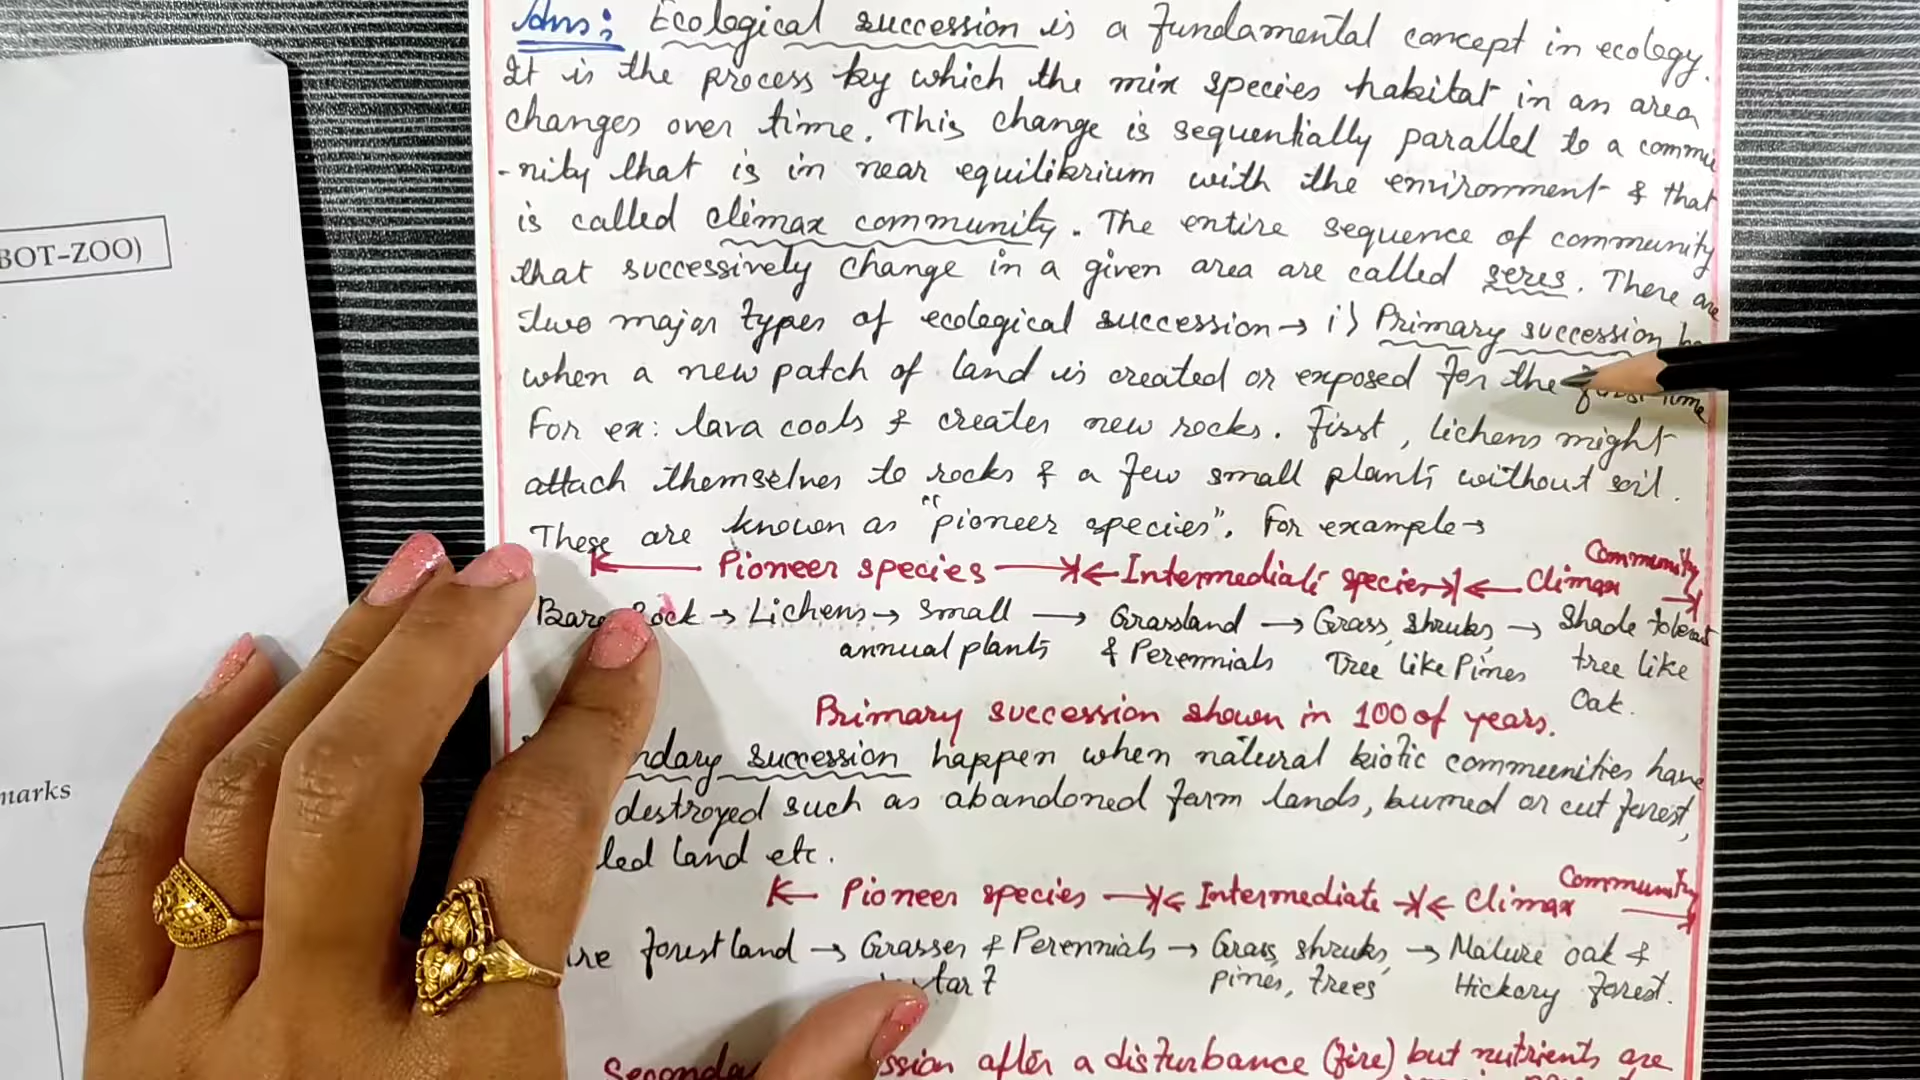 BOT-ZOO)
marks
Ans: Ecological succession is a fundamental concept in ecology.
It is the process by which the mix species habitat in an area
changes over time. This change is sequentially parallel to a commu
-nity that is in near equilibrium with the environment & that
is called climax community. The entire sequence of community
that successively change in a given area are called seres. There are
two major types of ecological succession → i) Primary succession
when a new patch of land is created or exposed for the first time
For ex: lava cools & creates new rocks. First, lichens might
attach themselves to rocks & a few small plants without soil.
These are known as "pioneer species". For example →
Pioneer species Intermediate species Climax Community
Bare Rock → Lichens → Small → Grassland → Grass, shrubs, → Shade tolerant
annual plants & Perennials Tree like Pines tree like
Oak.
Primary succession shown in 100 of years.
succession happen when natural biotic communities have
destroyed such as abandoned farm lands, burned or cut forest,
land etc.
Pioneer species Intermediate Climax Community
forest land → Grasses & Perennials → Grass, shrubs, → Mature oak &
pines, trees Hickory forest.
after a disturbance (fire) but nutrients are